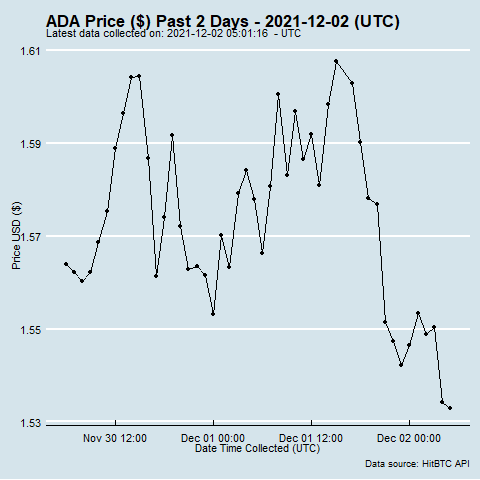 ADA Price ($) Past 2 Days - 2021-12-02 (UTC)
Latest data collected on: 2021-12-02 05:01:16 - UTC
1.61
1.59
1.57
1.55
1.53
Price USD ($)
Nov 30 12:00 Dec 01 00:00 Dec 01 12:00 Dec 02 00:00
Date Time Collected (UTC)
Data source: HitBTC API